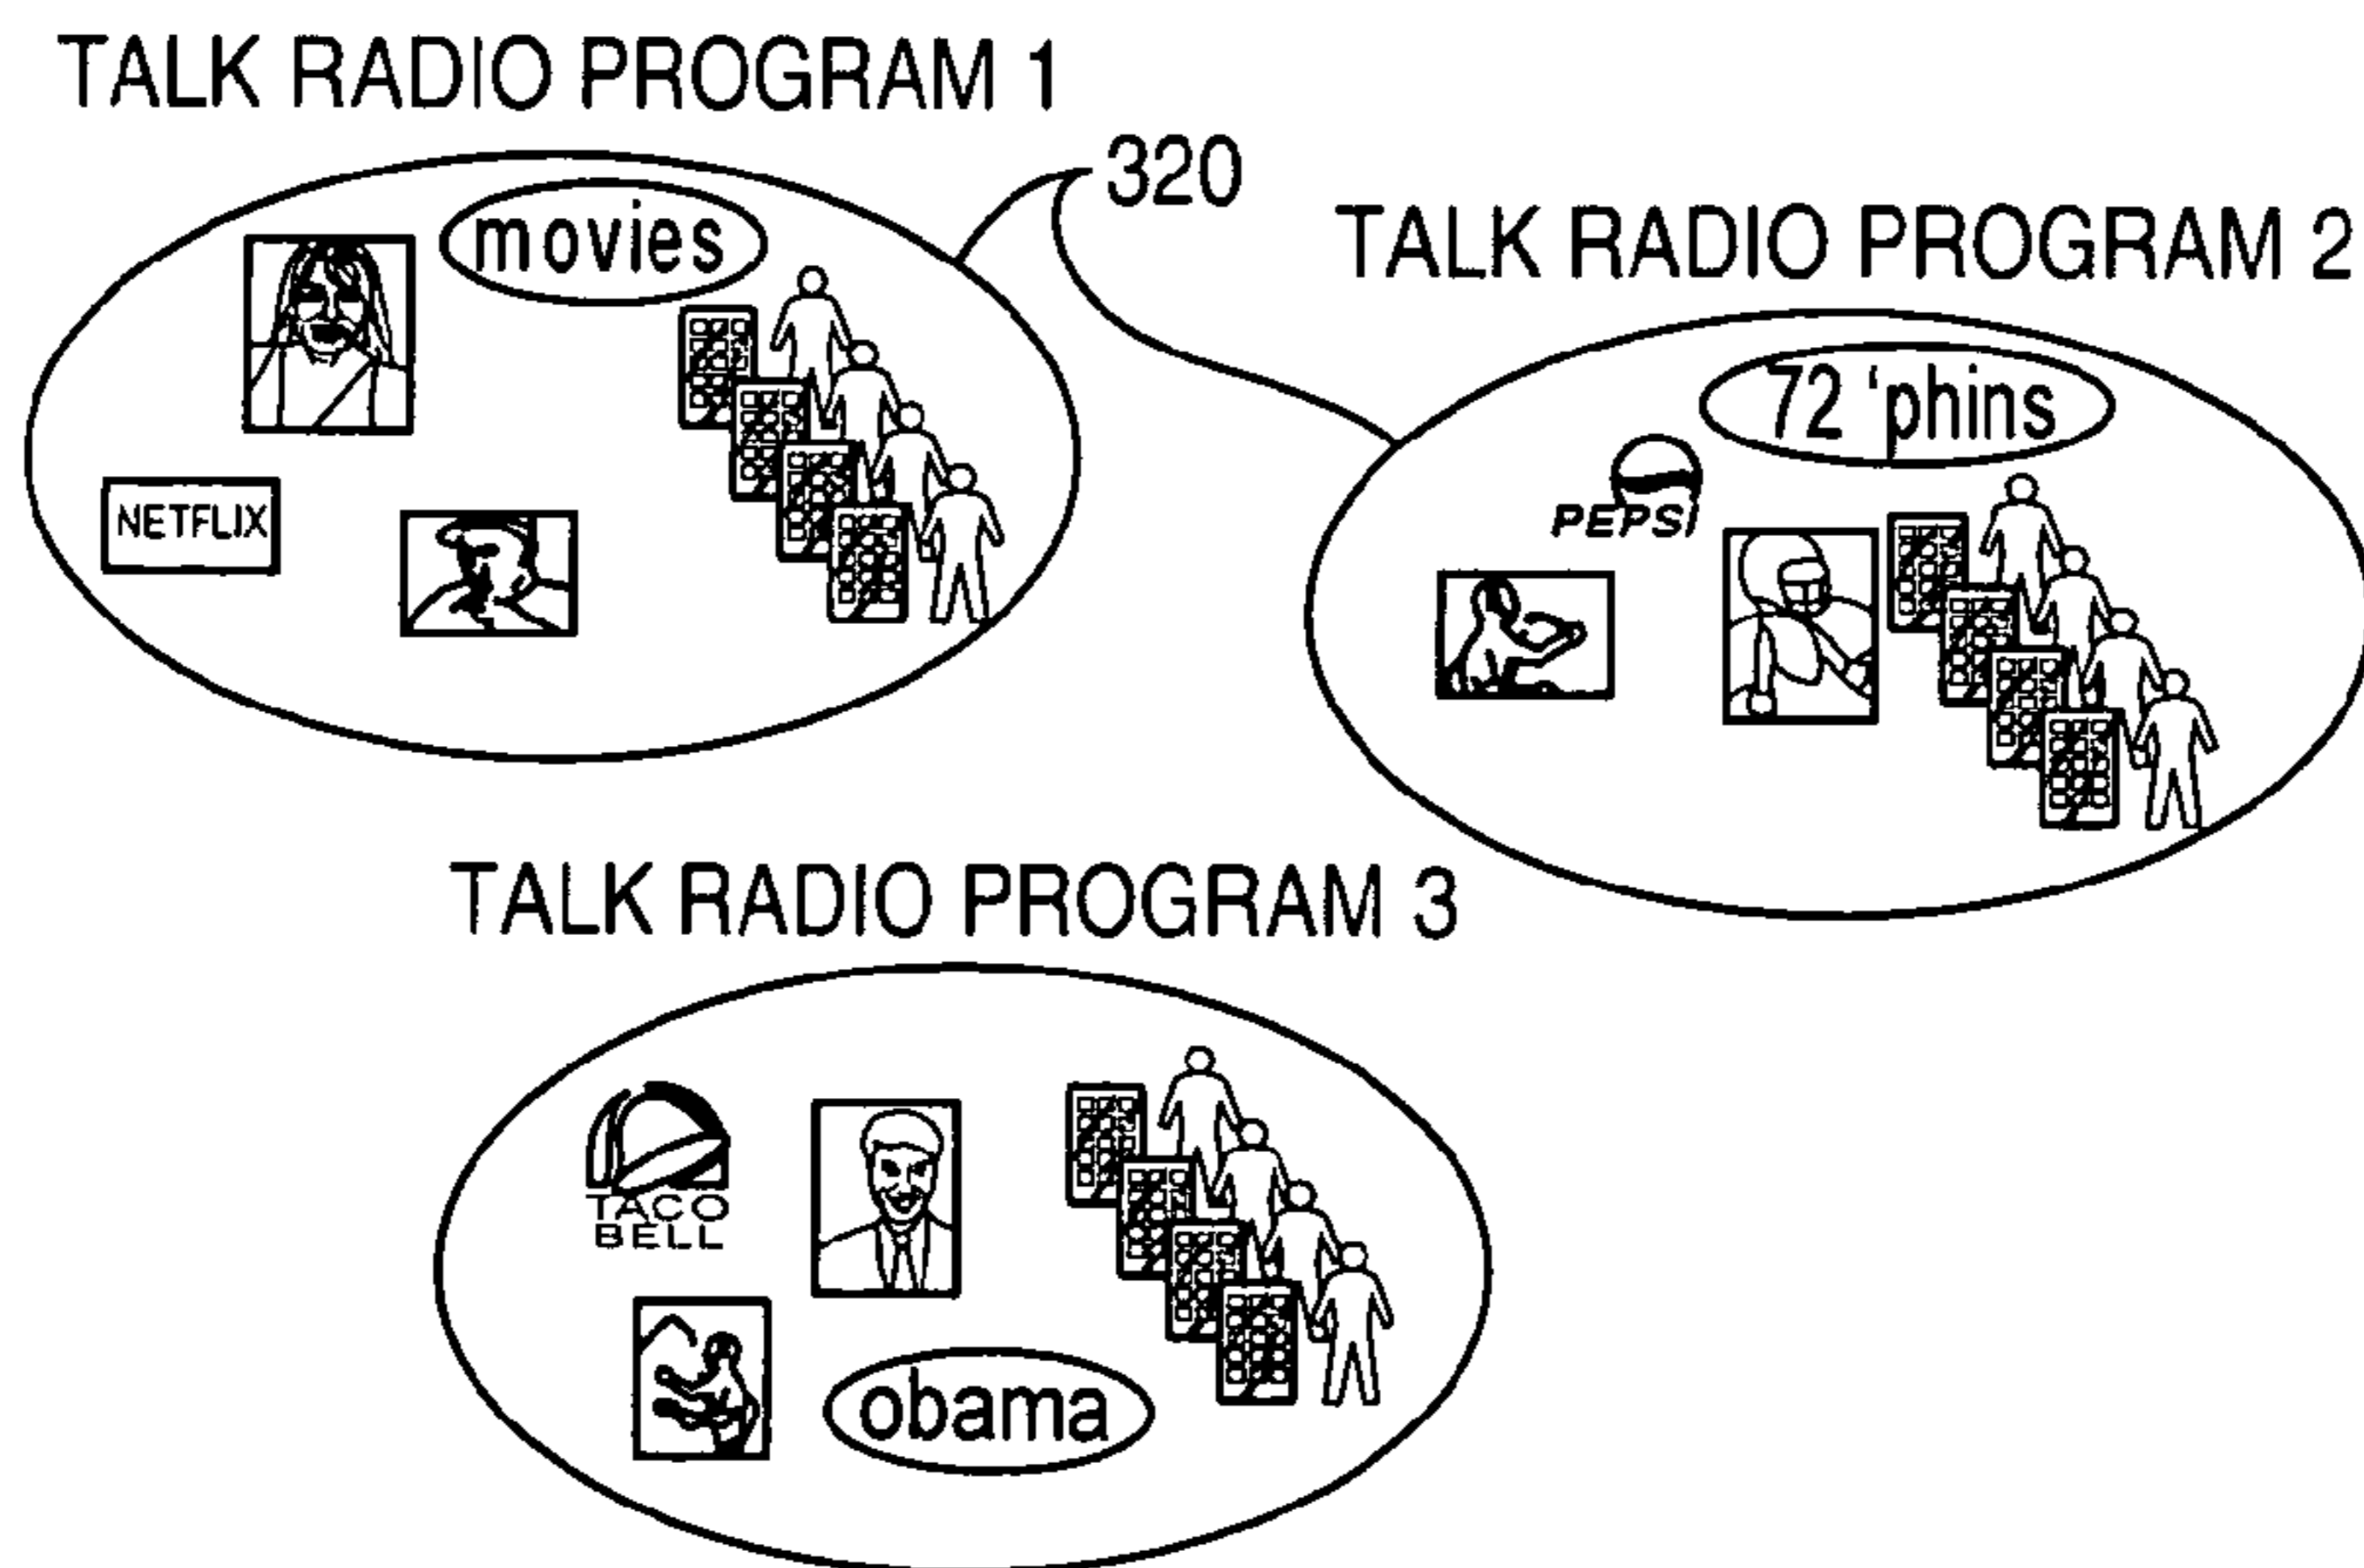 TALK RADIO PROGRAM 1
320
movies
NETFLIX
TALK RADIO PROGRAM 2
72 ‘phins
PEPSI
TALK RADIO PROGRAM 3
TACO
BELL
obama